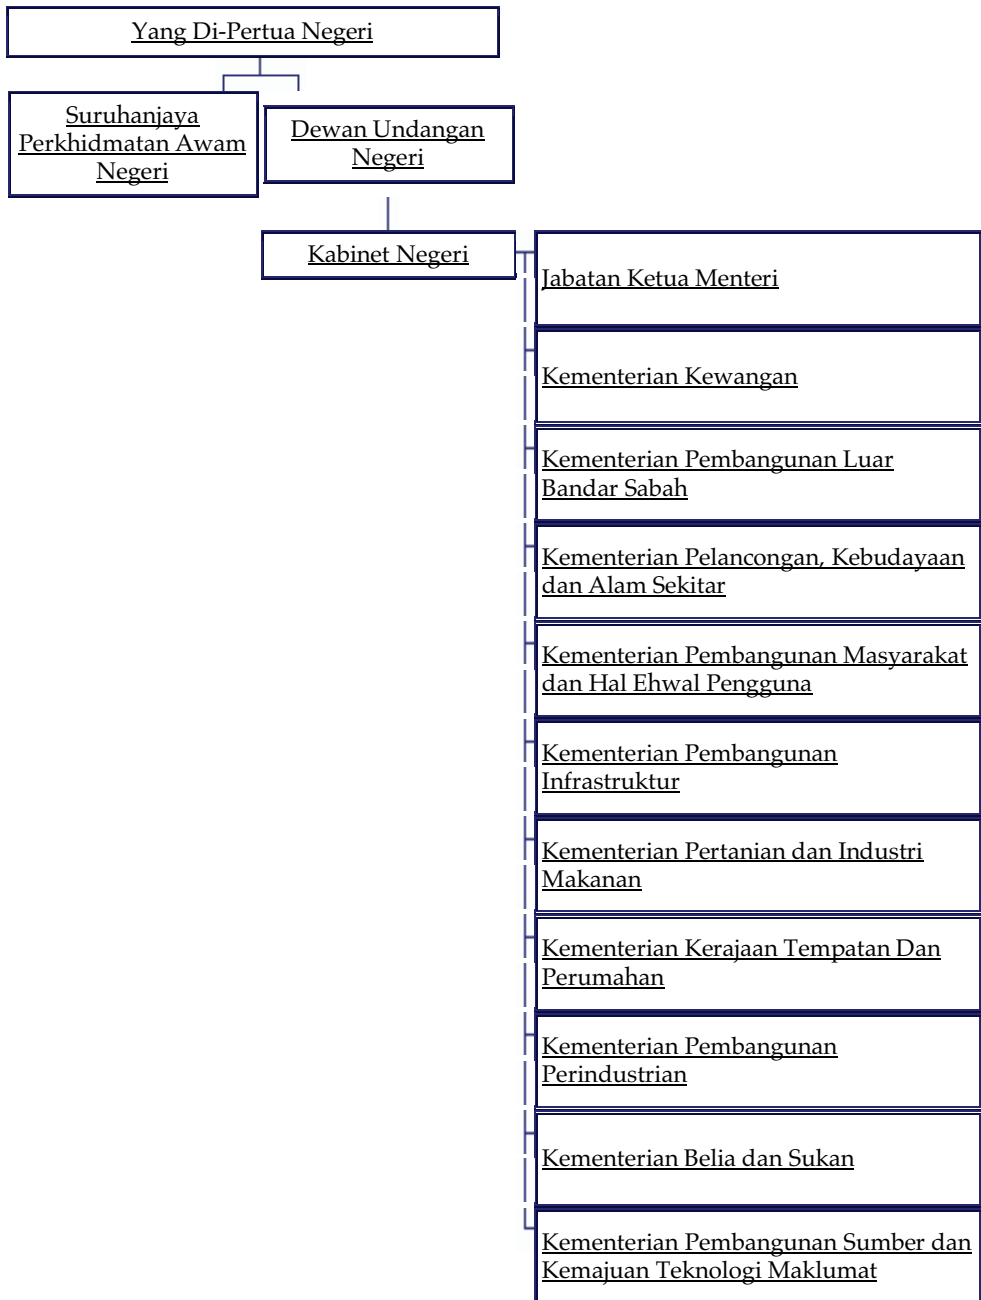 Yang Di-Pertua Negeri
Suruhanjaya
Perkhidmatan Awam
Negeri
Dewan Undangan
Negeri
Kabinet Negeri
Jabatan Ketua Menteri
Kementerian Kewangan
Kementerian Pembangunan Luar
Bandar Sabah
Kementerian Pelancongan, Kebudayaan
dan Alam Sekitar
Kementerian Pembangunan Masyarakat
dan Hal Ehwal Pengguna
Kementerian Pembangunan
Infrastruktur
Kementerian Pertanian dan Industri
Makanan
Kementerian Kerajaan Tempatan Dan
Perumahan
Kementerian Pembangunan
Perindustrian
Kementerian Belia dan Sukan
Kementerian Pembangunan Sumber dan
Kemajuan Teknologi Maklumat